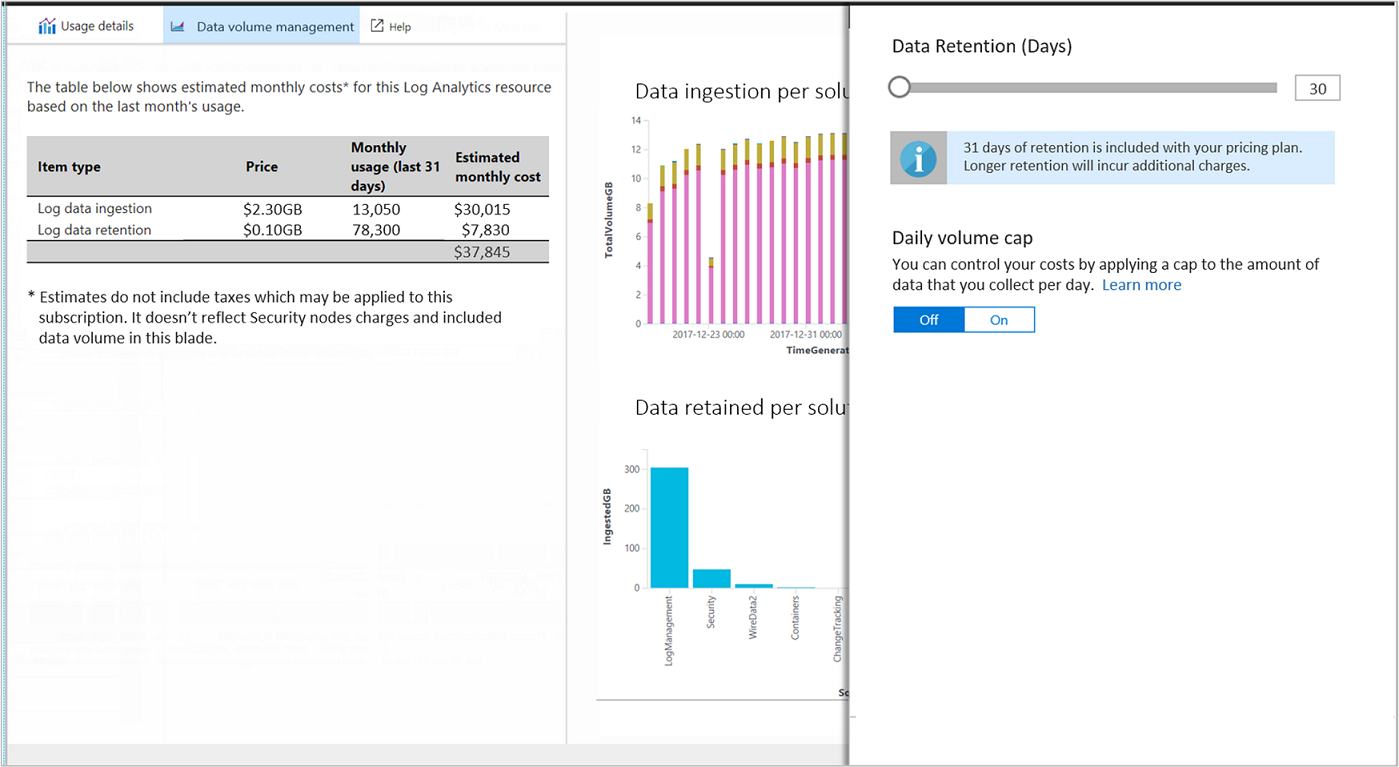 Usage details
Data volume management
Help
The table below shows estimated monthly costs* for this Log Analytics resource
based on the last month's usage.
Item type Price Monthly usage (last 31 days) Estimated monthly cost
Log data ingestion $2.30GB 13,050 $30,015
Log data retention $0.10GB 78,300 $7,830
$37,845
* Estimates do not include taxes which may be applied to this
subscription. It doesn’t reflect Security nodes charges and included
data volume in this blade.
Data ingestion per solu
TotalVolumeGB
14
12
10
8
6
4
2
0
2017-12-23 00:00 2017-12-31 00:00
TimeGenerat
Data retained per solu
IngestedGB
300
200
100
0
LogManagement
Security
WireData2
Containers
ChangeTracking
So
Data Retention (Days)
30
31 days of retention is included with your pricing plan.
Longer retention will incur additional charges.
Daily volume cap
You can control your costs by applying a cap to the amount of
data that you collect per day. Learn more
Off On